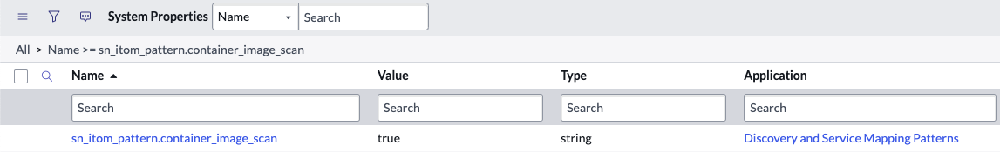 System Properties Name Search
All > Name >= sn_itom_pattern.container_image_scan
Name Value Type Application
Search Search Search Search
sn_itom_pattern.container_image_scan true string Discovery and Service Mapping Patterns